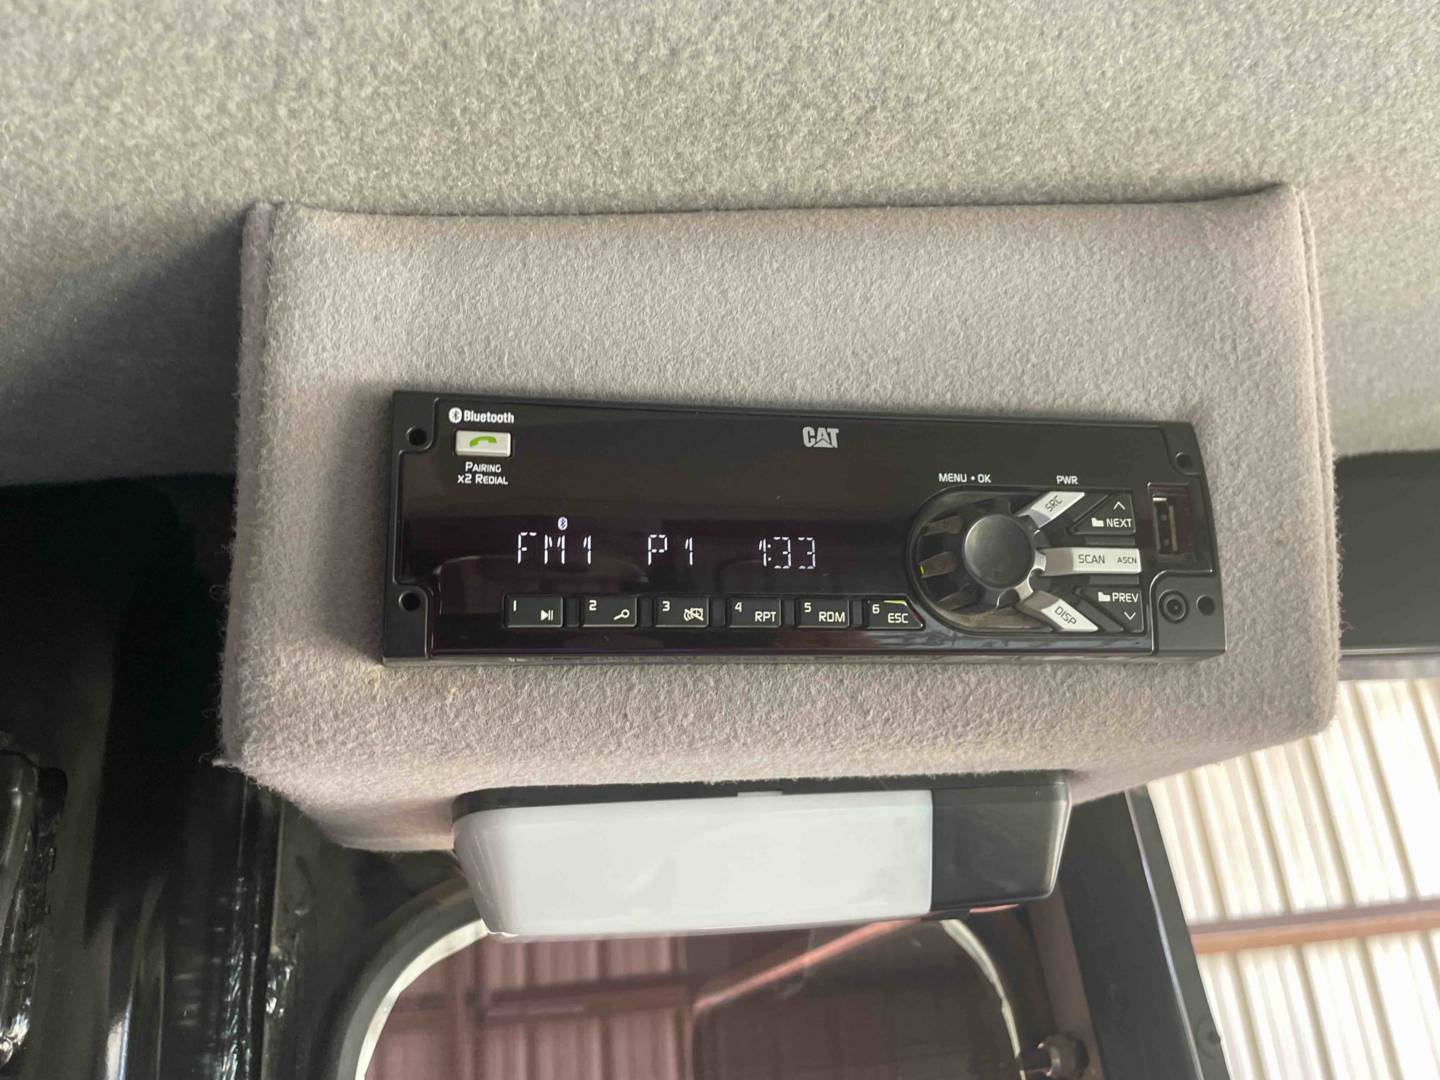 Bluetooth
PAIRING
x2 REDIAL
CAT
MENU • OK
PWR
SRC
NEXT
SCAN ASCN
PREV
DISP
FM1 P1 1:33
1
2
3
4 RPT
5 RDM
6 ESC